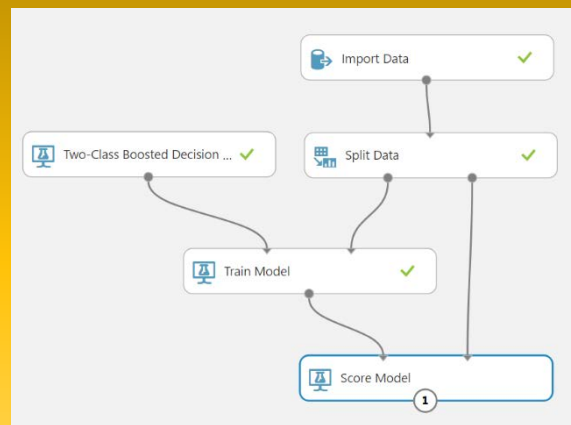 Import Data
Two-Class Boosted Decision ...
Split Data
Train Model
Score Model
1